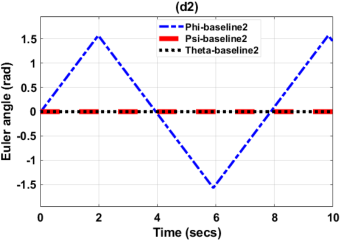 (d2)
Phi-baseline2
Psi-baseline2
Theta-baseline2
Euler angle (rad)
1.5
1
0.5
0
-0.5
-1
-1.5
0 2 4 6 8 10
Time (secs)